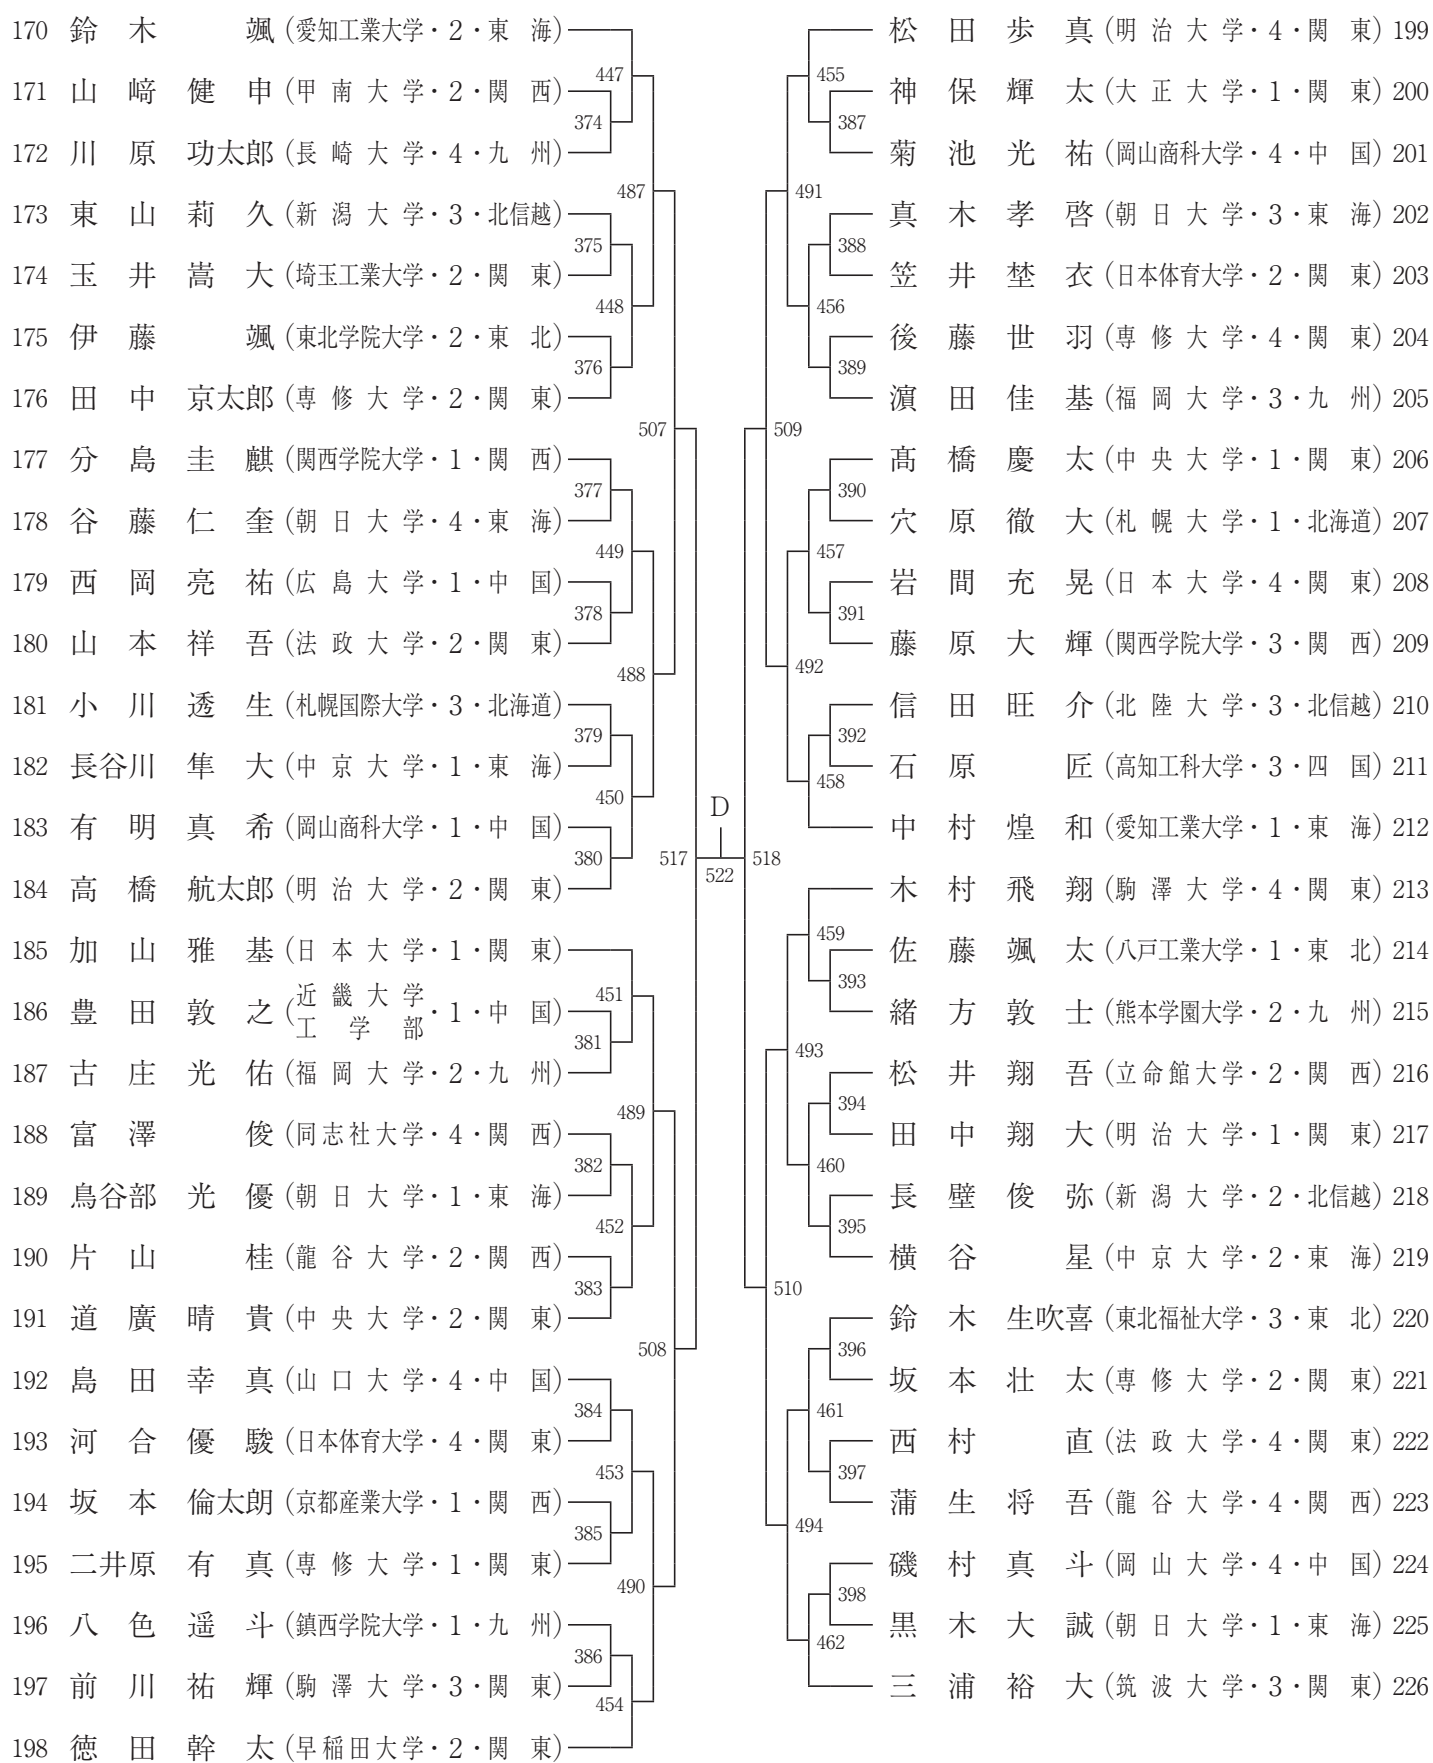 170 鈴木 颯 (愛知工業大学・2・東海)
171 山﨑健申 (甲南大学・2・関西)
172 川原功太郎 (長崎大学・4・九州)
173 東山莉久 (新潟大学・3・北信越)
174 玉井嵩大 (埼玉工業大学・2・関東)
175 伊藤 颯 (東北学院大学・2・東北)
176 田中京太郎 (専修大学・2・関東)
177 分島圭麒 (関西学院大学・1・関西)
178 谷藤仁奎 (朝日大学・4・東海)
179 西岡亮祐 (広島大学・1・中国)
180 山本祥吾 (法政大学・2・関東)
181 小川透生 (札幌国際大学・3・北海道)
182 長谷川隼大 (中京大学・1・東海)
183 有明真希 (岡山商科大学・1・中国)
184 高橋航太郎 (明治大学・2・関東)
185 加山雅基 (日本大学・1・関東)
186 豊田敦之 (近畿大学工学部・1・中国)
187 古庄光佑 (福岡大学・2・九州)
188 富澤 俊 (同志社大学・4・関西)
189 鳥谷部光優 (朝日大学・1・東海)
190 片山 桂 (龍谷大学・2・関西)
191 道廣晴貴 (中央大学・2・関東)
192 島田幸真 (山口大学・4・中国)
193 河合優駿 (日本体育大学・4・関東)
194 坂本倫太朗 (京都産業大学・1・関西)
195 二井原有真 (専修大学・1・関東)
196 八色遥斗 (鎮西学院大学・1・九州)
197 前川祐輝 (駒澤大学・3・関東)
198 徳田幹太 (早稲田大学・2・関東)
447
374
487
375
448
376
507
377
449
378
488
379
450
380
517
451
381
489
382
452
383
508
384
453
385
490
386
454
D
522
518
455
387
491
388
456
389
509
390
457
391
492
392
458
459
393
493
394
460
395
510
396
461
397
494
398
462
松田歩真 (明治大学・4・関東) 199
神保輝太 (大正大学・1・関東) 200
菊池光祐 (岡山商科大学・4・中国) 201
真木孝啓 (朝日大学・3・東海) 202
笠井埜衣 (日本体育大学・2・関東) 203
後藤世羽 (専修大学・4・関東) 204
濵田佳基 (福岡大学・3・九州) 205
髙橋慶太 (中央大学・1・関東) 206
穴原徹大 (札幌大学・1・北海道) 207
岩間充晃 (日本大学・4・関東) 208
藤原大輝 (関西学院大学・3・関西) 209
信田旺介 (北陸大学・3・北信越) 210
石原 匠 (高知工科大学・3・四国) 211
中村煌和 (愛知工業大学・1・東海) 212
木村飛翔 (駒澤大学・4・関東) 213
佐藤颯太 (八戸工業大学・1・東北) 214
緒方敦士 (熊本学園大学・2・九州) 215
松井翔吾 (立命館大学・2・関西) 216
田中翔大 (明治大学・1・関東) 217
長壁俊弥 (新潟大学・2・北信越) 218
横谷 星 (中京大学・2・東海) 219
鈴木生吹喜 (東北福祉大学・3・東北) 220
坂本壮太 (専修大学・2・関東) 221
西村 直 (法政大学・4・関東) 222
蒲生将吾 (龍谷大学・4・関西) 223
磯村真斗 (岡山大学・4・中国) 224
黒木大誠 (朝日大学・1・東海) 225
三浦裕大 (筑波大学・3・関東) 226